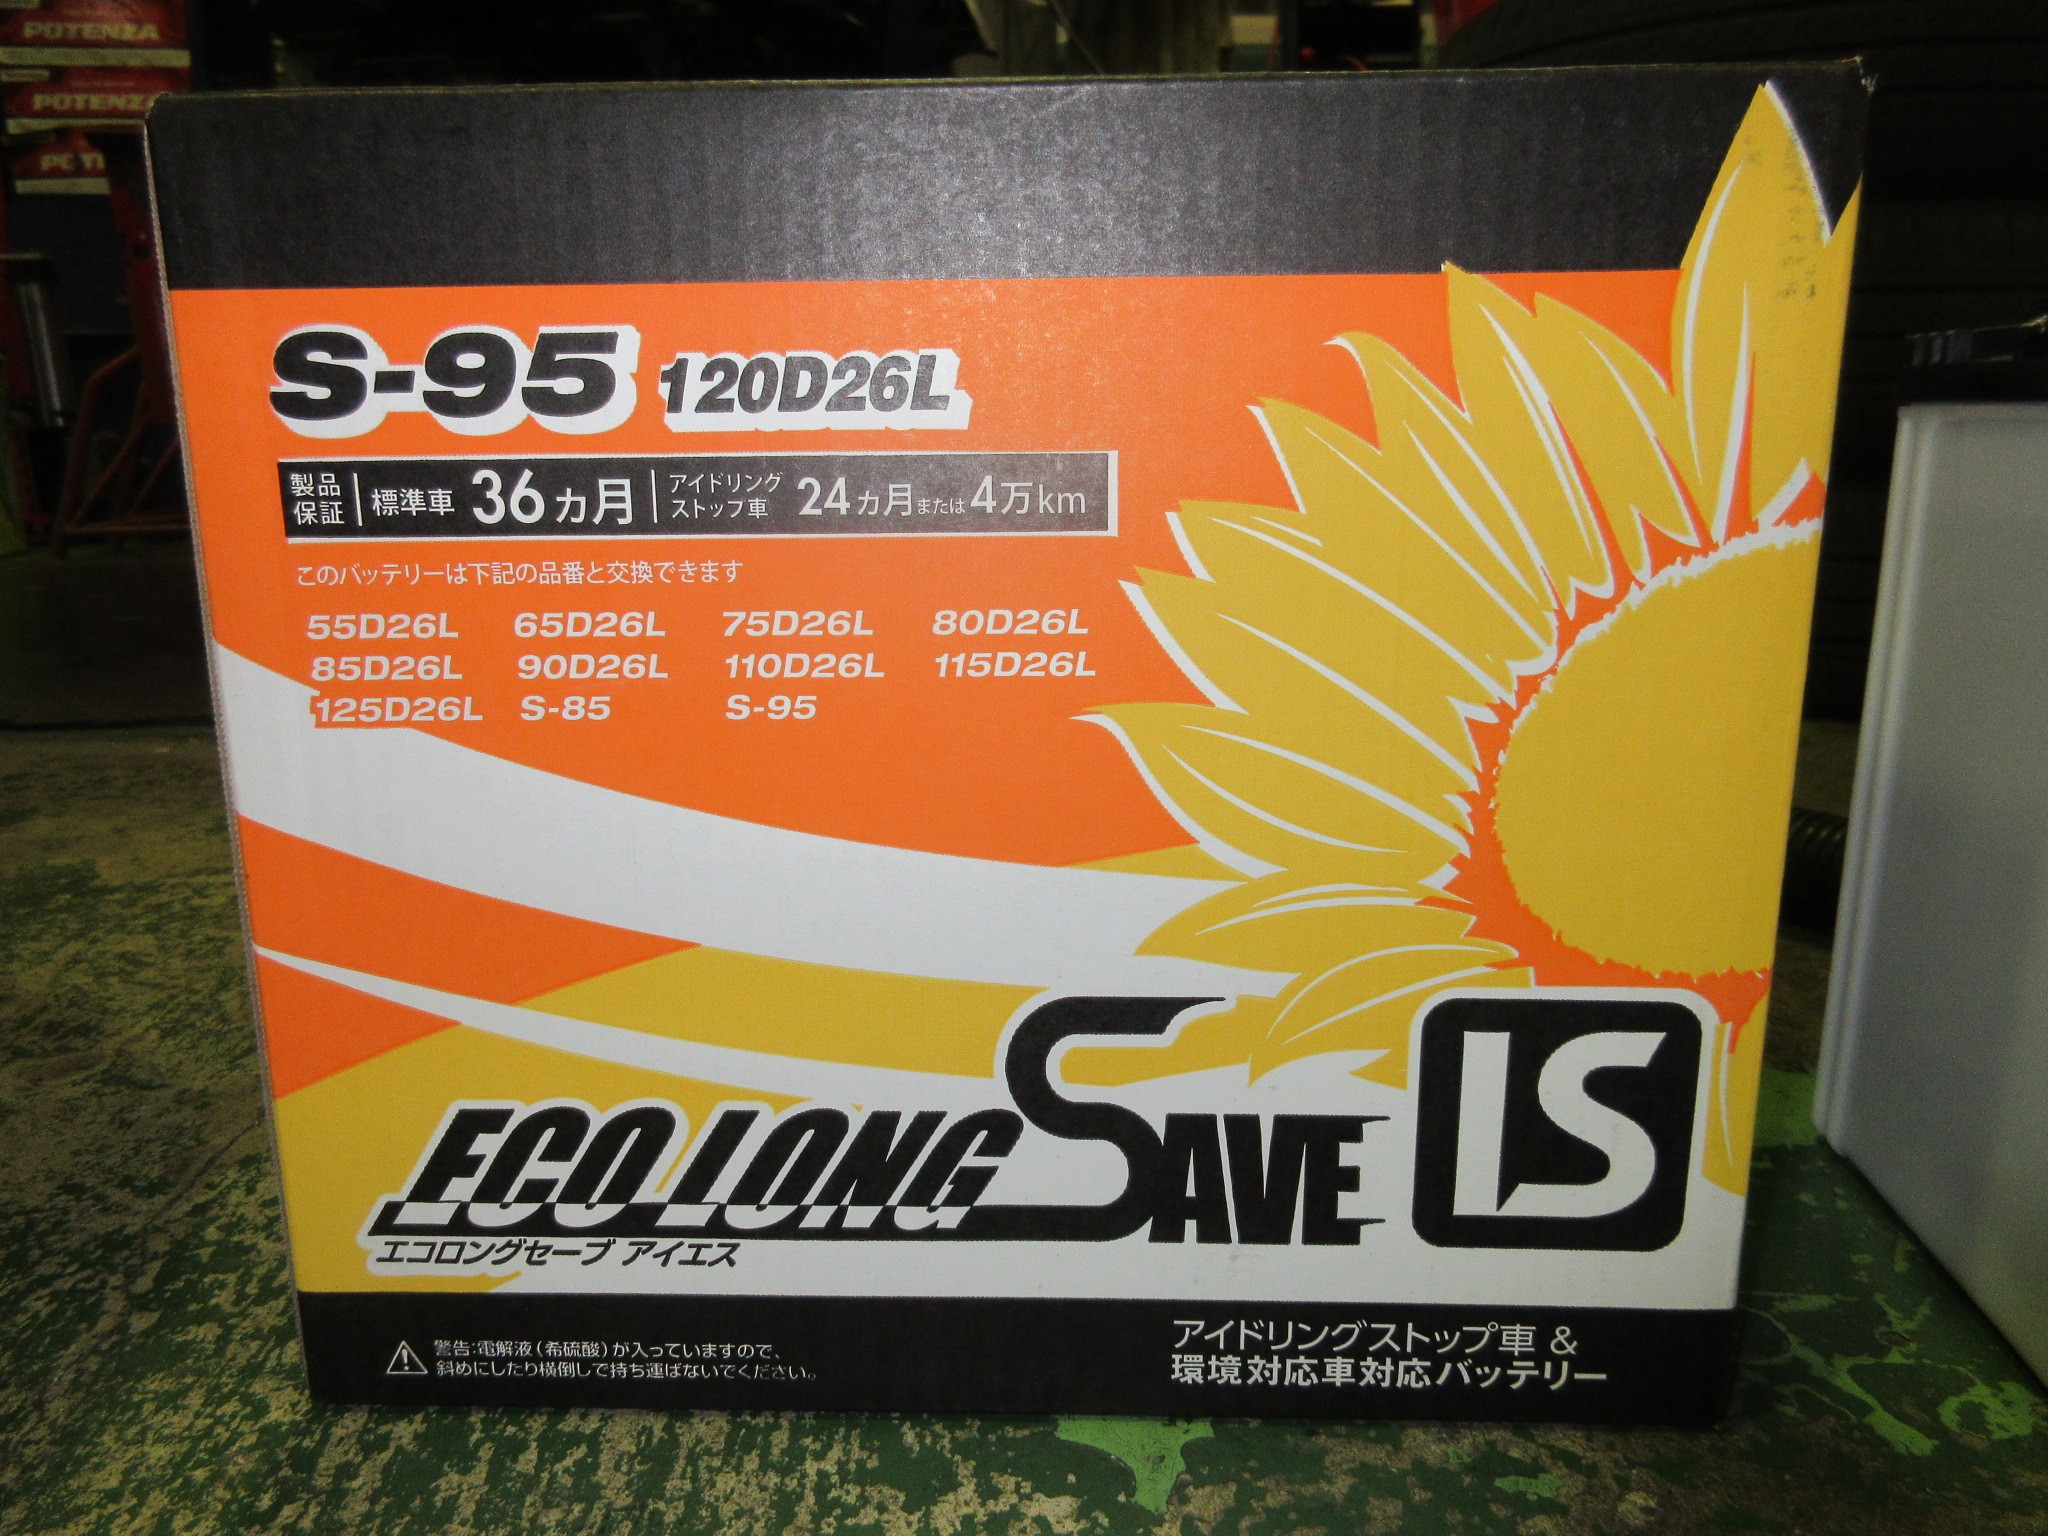 POTENZA
POTENZA
S-95 120D26L
製品保証 標準車 36ヵ月 アイドリングストップ車 24ヵ月または4万km
このバッテリーは下記の品番と交換できます
55D26L 65D26L 75D26L 80D26L
85D26L 90D26L 110D26L 115D26L
125D26L S-85 S-95
ECO LONG SAVE IS
エコロングセーブ アイエス
警告:電解液(希硫酸)が入っていますので、
斜めにしたり横倒しで持ち運ばないでください。
アイドリングストップ車 &
環境対応車対応バッテリー